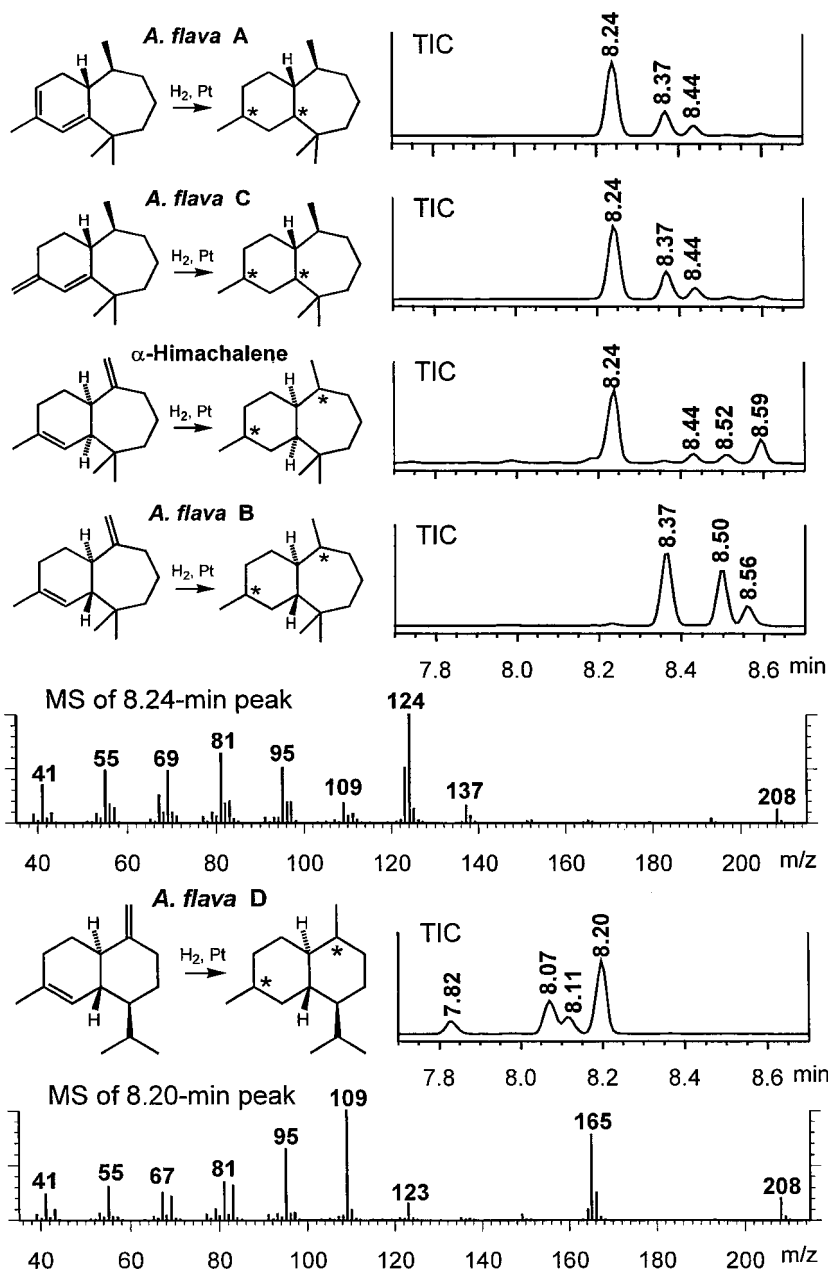 A. flava A
H
H
H₂, Pt
*
*
TIC
8.24
8.37
8.44
A. flava C
H
H
H₂, Pt
*
*
TIC
8.24
8.37
8.44
α-Himachalene
H
H
H
H
H₂, Pt
*
*
TIC
8.24
8.44
8.52
8.59
A. flava B
H
H
H
H
H₂, Pt
*
*
TIC
8.37
8.50
8.56
7.8 8.0 8.2 8.4 8.6 min
MS of 8.24-min peak
41
55
69
81
95
109
124
137
208
40 60 80 100 120 140 160 180 200 m/z
A. flava D
H
H
H
H
H₂, Pt
*
*
TIC
7.82
8.07
8.11
8.20
7.8 8.0 8.2 8.4 8.6 min
MS of 8.20-min peak
41
55
67
81
95
109
123
165
208
40 60 80 100 120 140 160 180 200 m/z